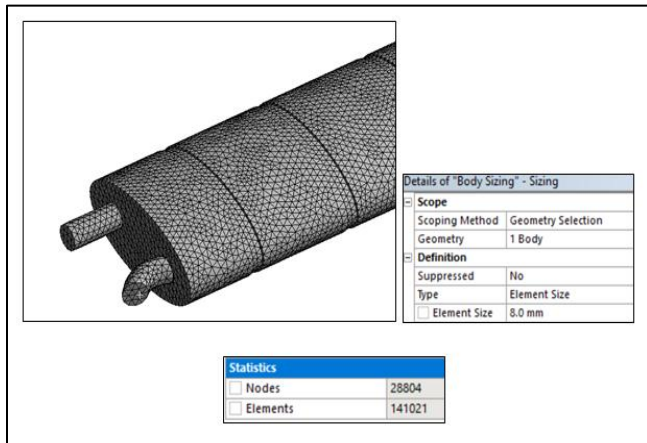 Details of "Body Sizing" - Sizing
Scope
Scoping Method Geometry Selection
Geometry 1 Body
Definition
Suppressed No
Type Element Size
Element Size 8.0 mm
Statistics
Nodes 28804
Elements 141021